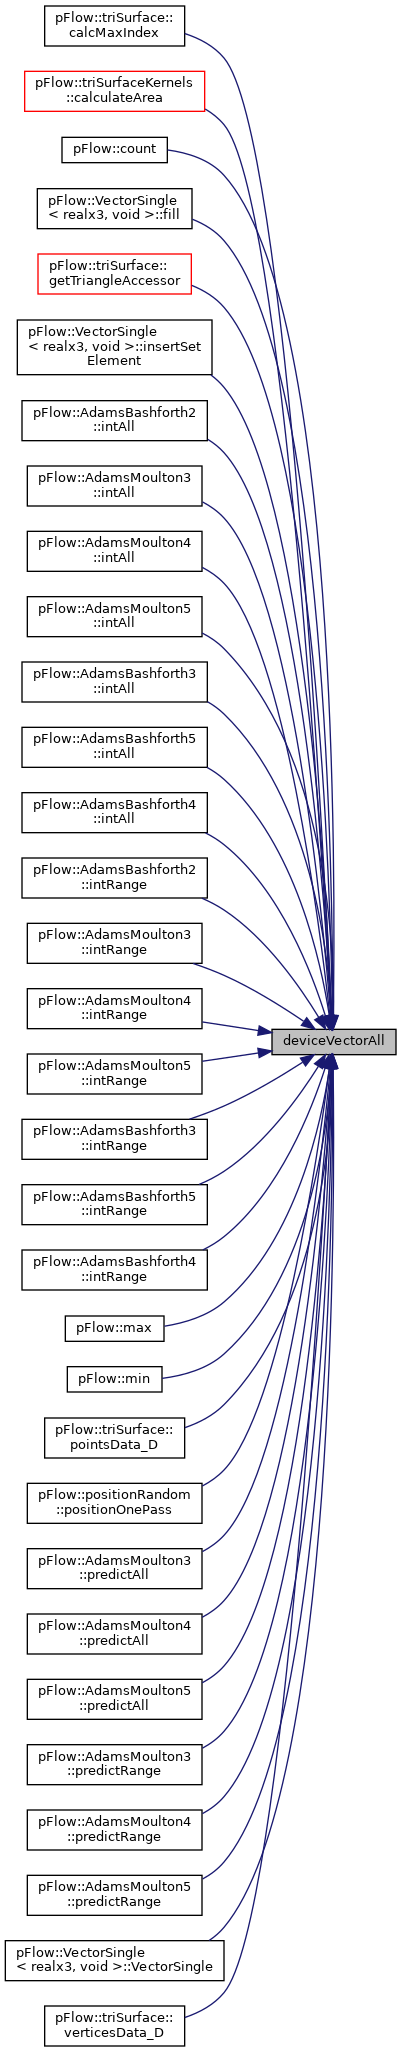 pFlow::triSurface::
calcMaxIndex
pFlow::triSurfaceKernels
::calculateArea
pFlow::count
pFlow::VectorSingle
< realx3, void >::fill
pFlow::triSurface::
getTriangleAccessor
pFlow::VectorSingle
< realx3, void >::insertSet
Element
pFlow::AdamsBashforth2
::intAll
pFlow::AdamsMoulton3
::intAll
pFlow::AdamsMoulton4
::intAll
pFlow::AdamsMoulton5
::intAll
pFlow::AdamsBashforth3
::intAll
pFlow::AdamsBashforth5
::intAll
pFlow::AdamsBashforth4
::intAll
pFlow::AdamsBashforth2
::intRange
pFlow::AdamsMoulton3
::intRange
pFlow::AdamsMoulton4
::intRange
deviceVectorAll
pFlow::AdamsMoulton5
::intRange
pFlow::AdamsBashforth3
::intRange
pFlow::AdamsBashforth5
::intRange
pFlow::AdamsBashforth4
::intRange
pFlow::max
pFlow::min
pFlow::triSurface::
pointsData_D
pFlow::positionRandom
::positionOnePass
pFlow::AdamsMoulton3
::predictAll
pFlow::AdamsMoulton4
::predictAll
pFlow::AdamsMoulton5
::predictAll
pFlow::AdamsMoulton3
::predictRange
pFlow::AdamsMoulton4
::predictRange
pFlow::AdamsMoulton5
::predictRange
pFlow::VectorSingle
< realx3, void >::VectorSingle
pFlow::triSurface::
verticesData_D